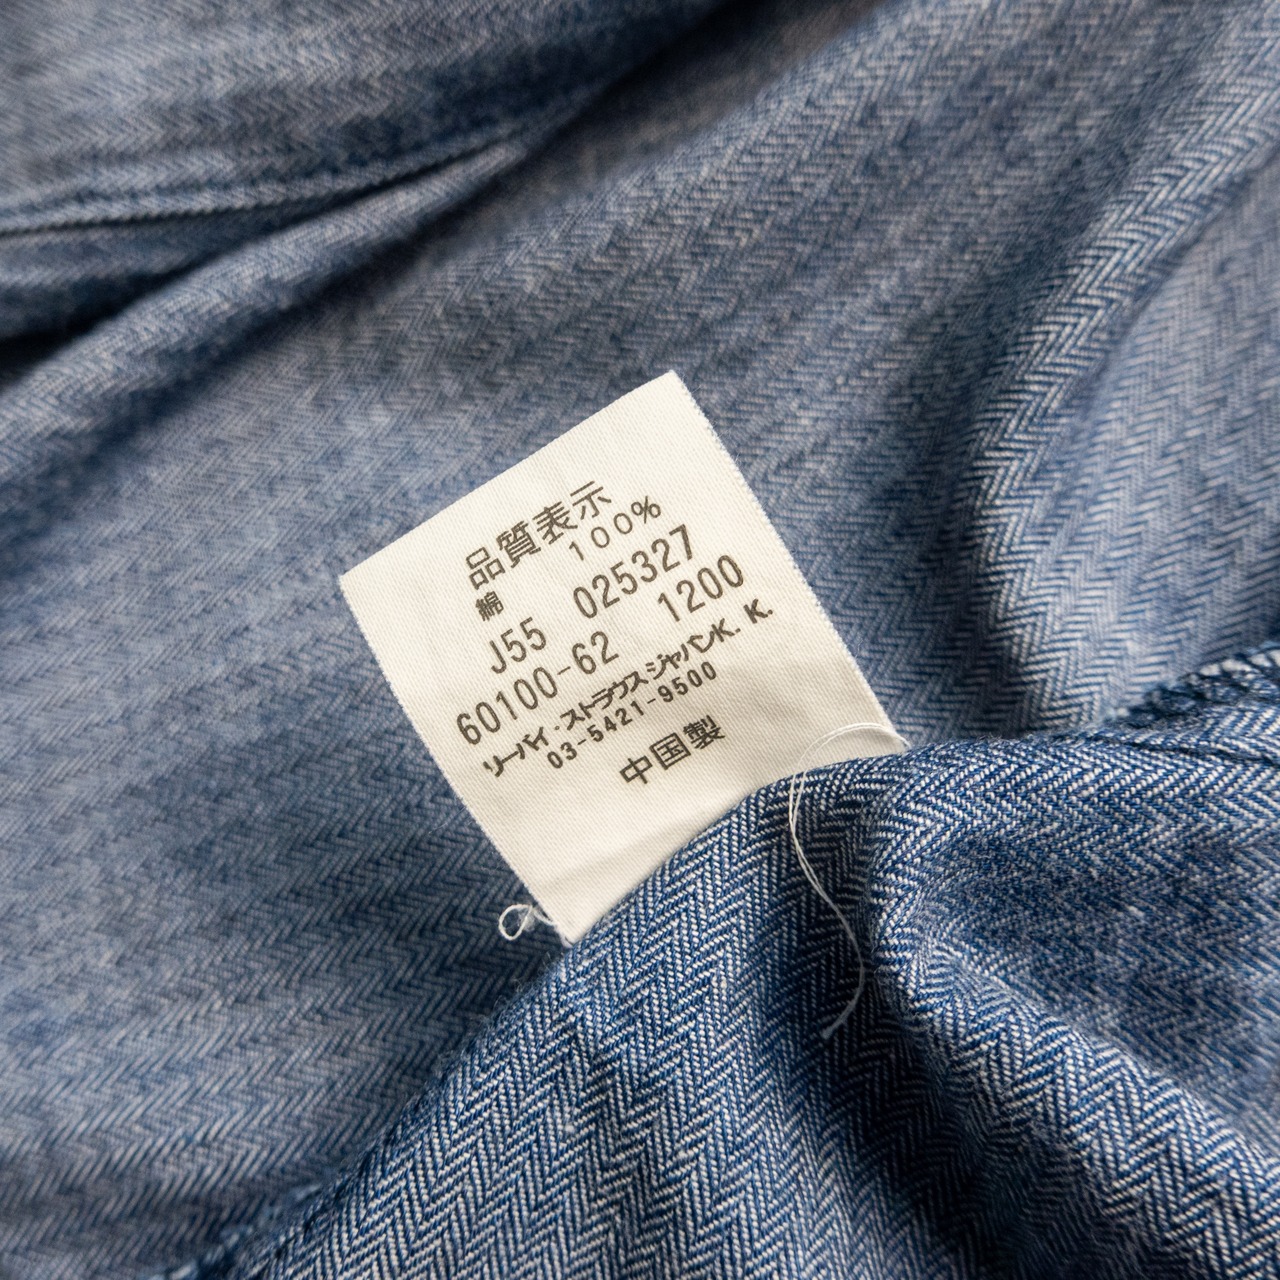 品質表示
綿 100%
J55 025327
60100-62 1200
リーバイ・ストラウス ジャパンK.K.
03-5421-9500
中国製